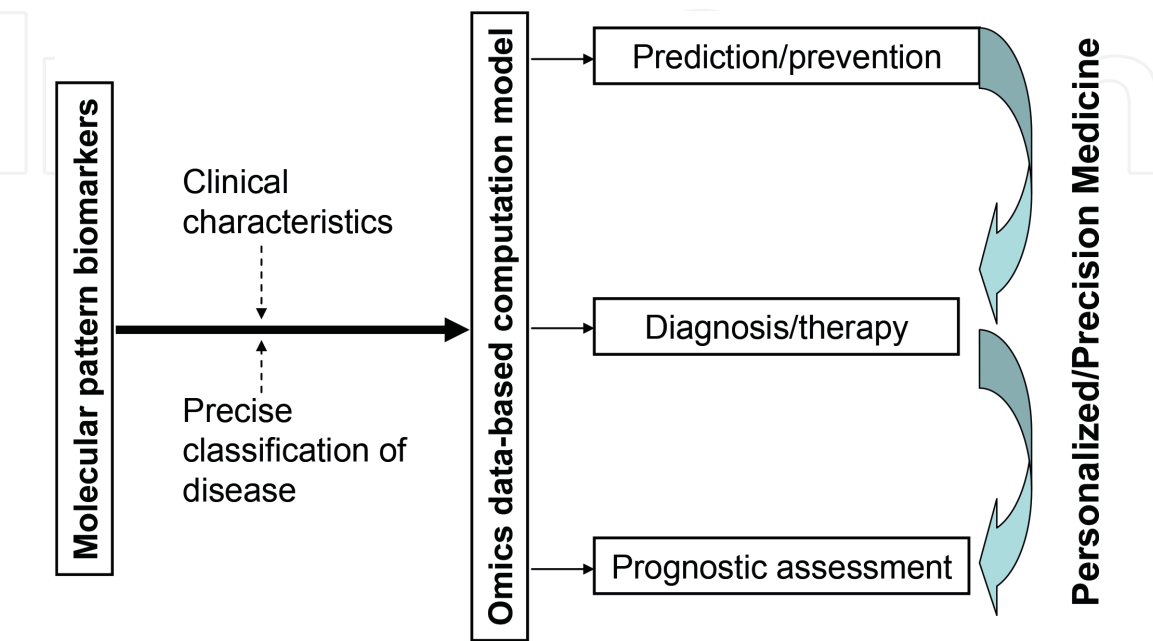 Molecular pattern biomarkers
Clinical
characteristics
Precise
classification of
disease
Omics data-based computation model
Prediction/prevention
Diagnosis/therapy
Prognostic assessment
Personalized/Precision Medicine